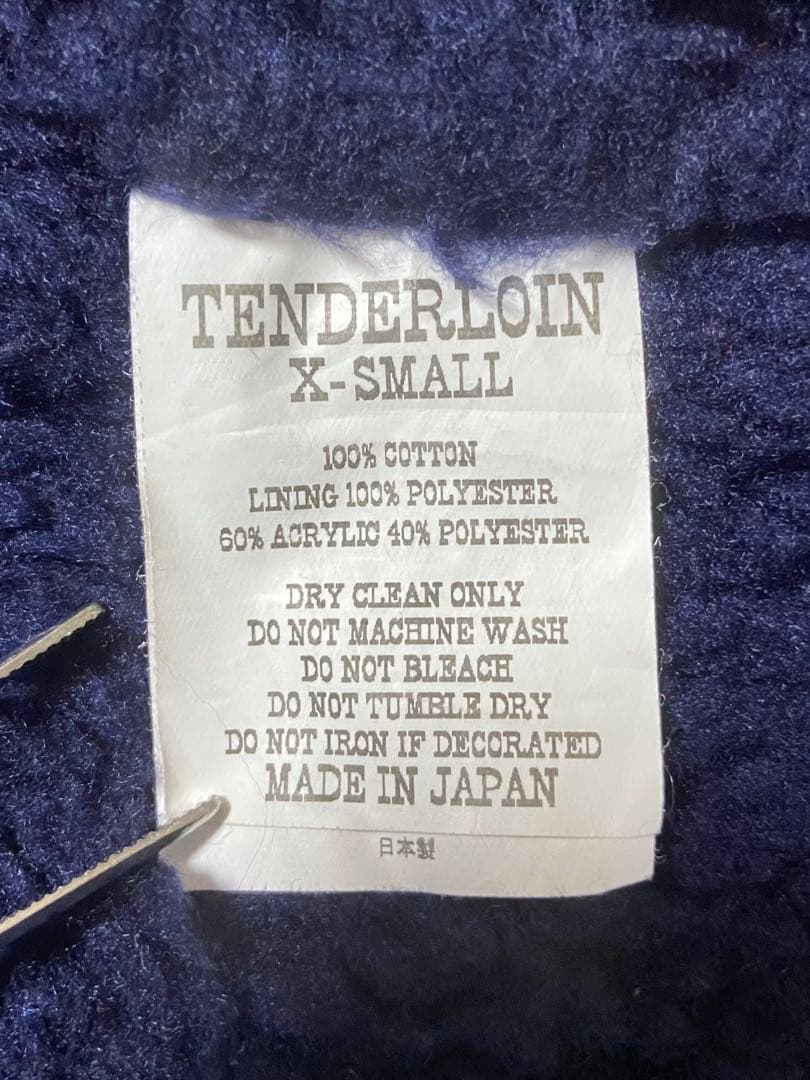 TENDERLOIN
X-SMALL
100% COTTON
LINING 100% POLYESTER
60% ACRYLIC 40% POLYESTER
DRY CLEAN ONLY
DO NOT MACHINE WASH
DO NOT BLEACH
DO NOT TUMBLE DRY
DO NOT IRON IF DECORATED
MADE IN JAPAN
日本製